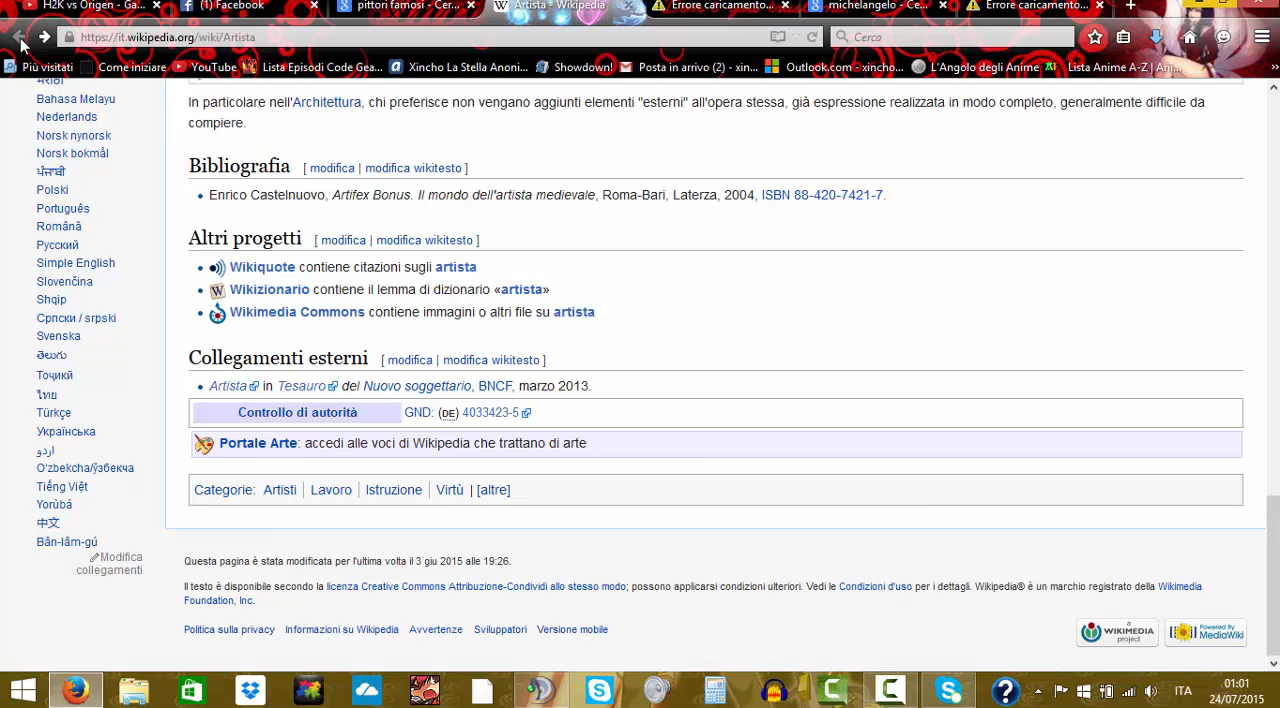 H2K vs Origen - Ga...
(1) Facebook
pittori famosi - Cer...
Artista - Wikipedia
Errore caricamento...
michelangelo - Ce...
Errore caricamento...
https://it.wikipedia.org/wiki/Artista
Cerca
Più visitati
Come iniziare
YouTube
Lista Episodi Code Gea...
Xincho La Stella Anoni...
Showdown!
Posta in arrivo (2) - xin...
Outlook.com - xincho...
L'Angolo degli Anime
Lista Anime A-Z | Ani...
Bahasa Melayu
Nederlands
Norsk nynorsk
Norsk bokmål
ਪੰਜਾਬੀ
Polski
Português
Română
Русский
Simple English
Slovenčina
Shqip
Српски / srpski
Svenska
తెలుగు
Тоҷикӣ
ไทย
Türkçe
Українська
اردو
Oʻzbekcha/ўзбекча
Tiếng Việt
Yorùbá
中文
Bân-lâm-gú
Modifica
collegamenti
In particolare nell'Architettura, chi preferisce non vengano aggiunti elementi "esterni" all'opera stessa, già espressione realizzata in modo completo, generalmente difficile da
compiere.
Bibliografia [ modifica | modifica wikitesto ]
Enrico Castelnuovo, Artifex Bonus. Il mondo dell'artista medievale, Roma-Bari, Laterza, 2004, ISBN 88-420-7421-7.
Altri progetti [ modifica | modifica wikitesto ]
Wikiquote contiene citazioni sugli artista
W Wikizionario contiene il lemma di dizionario «artista»
Wikimedia Commons contiene immagini o altri file su artista
Collegamenti esterni [ modifica | modifica wikitesto ]
Artista in Tesauro del Nuovo soggettario, BNCF, marzo 2013.
Controllo di autorità GND: (DE) 4033423-5
Portale Arte: accedi alle voci di Wikipedia che trattano di arte
Categorie: Artisti | Lavoro | Istruzione | Virtù | [altre]
Questa pagina è stata modificata per l'ultima volta il 3 giu 2015 alle 19:26.
Il testo è disponibile secondo la licenza Creative Commons Attribuzione-Condividi allo stesso modo; possono applicarsi condizioni ulteriori. Vedi le Condizioni d'uso per i dettagli. Wikipedia® è un marchio registrato della Wikimedia
Foundation, Inc.
Politica sulla privacy Informazioni su Wikipedia Avvertenze Sviluppatori Versione mobile
a WIKIMEDIA project
Powered By MediaWiki
ITA
01:01
24/07/2015